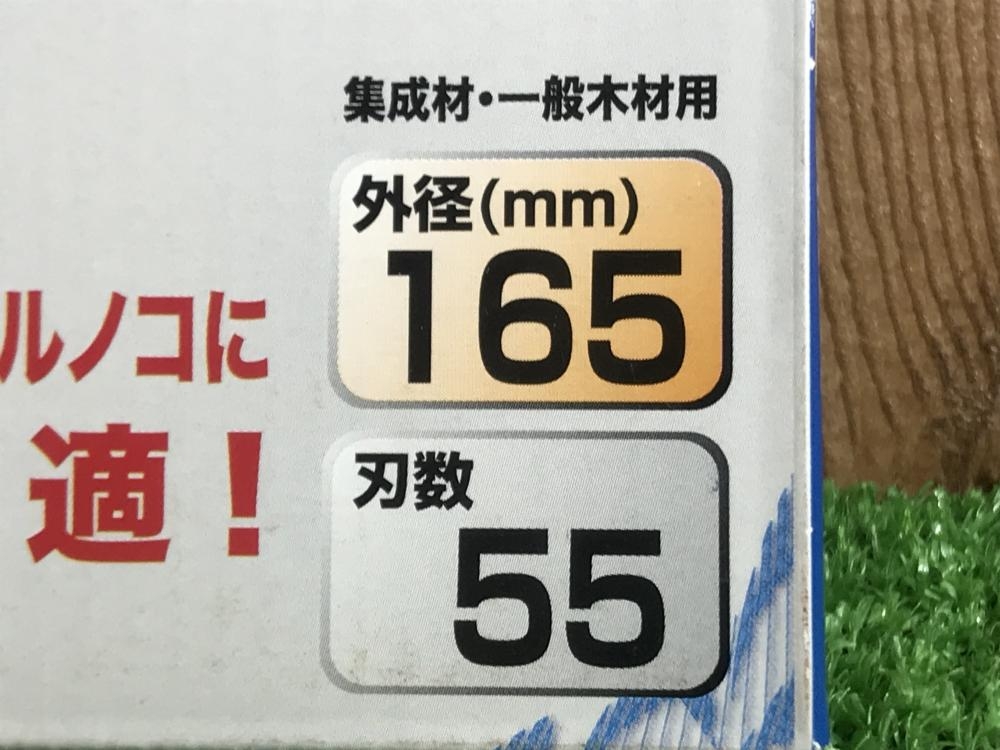 集成材・一般木材用
外径(mm)
165
ルノコに
適！
刃数
55